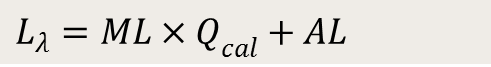 L_λ = ML × Q_cal + AL